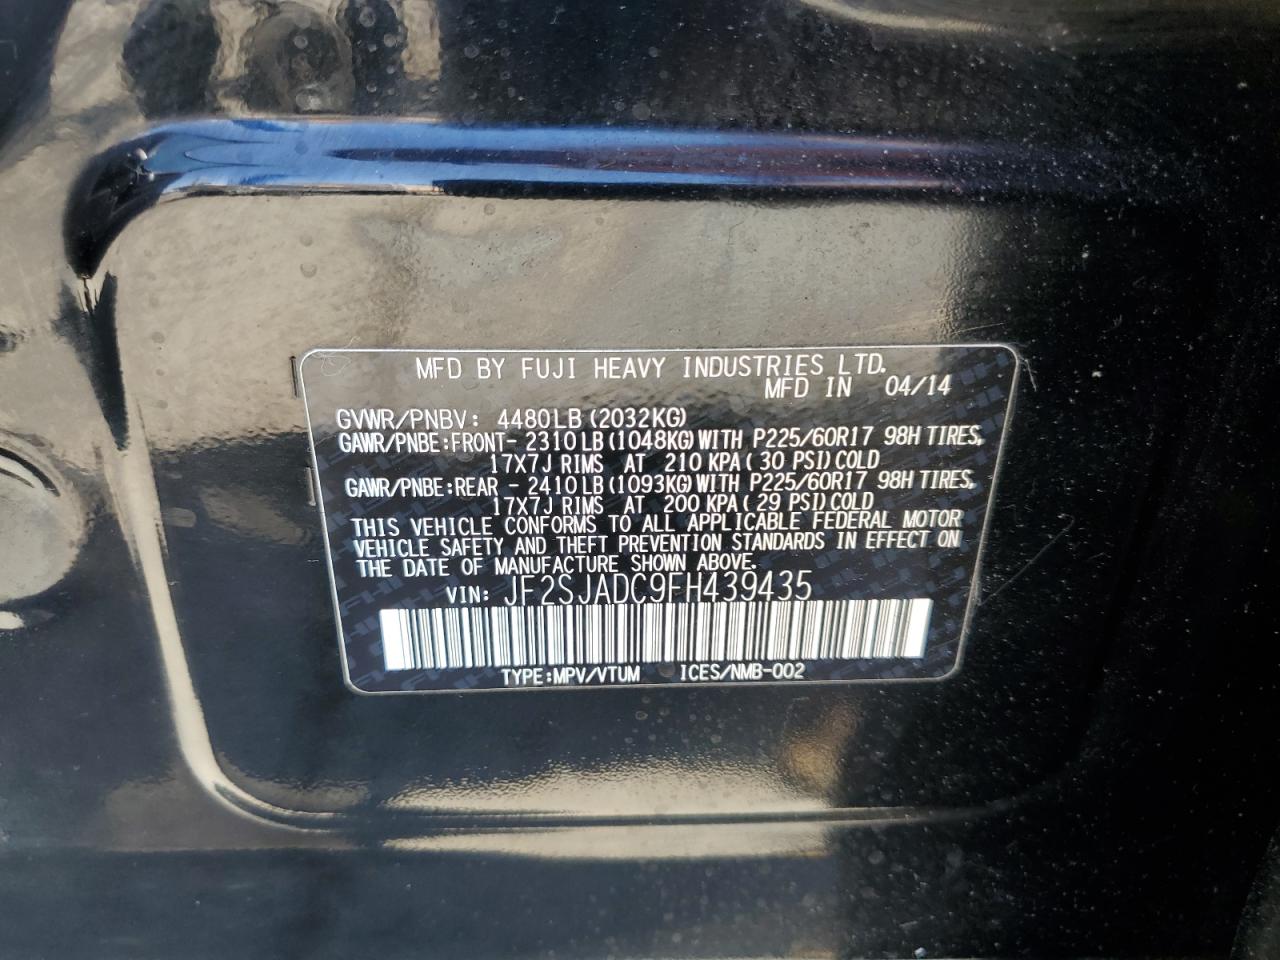 MFD BY FUJI HEAVY INDUSTRIES LTD.
MFD IN 04/14
GVWR/PNBV: 4480LB(2032KG)
GAWR/PNBE:FRONT- 2310LB(1048KG)WITH P225/60R17 98H TIRES,
17X7J RIMS AT 210 KPA(30 PSI)COLD
GAWR/PNBE:REAR - 2410LB(1093KG)WITH P225/60R17 98H TIRES,
17X7J RIMS AT 200 KPA(29 PSI)COLD
THIS VEHICLE CONFORMS TO ALL APPLICABLE FEDERAL MOTOR
VEHICLE SAFETY AND THEFT PREVENTION STANDARDS IN EFFECT ON
THE DATE OF MANUFACTURE SHOWN ABOVE.
VIN: JF2SJADC9FH439435
TYPE:MPV/VTUM ICES/NMB-002